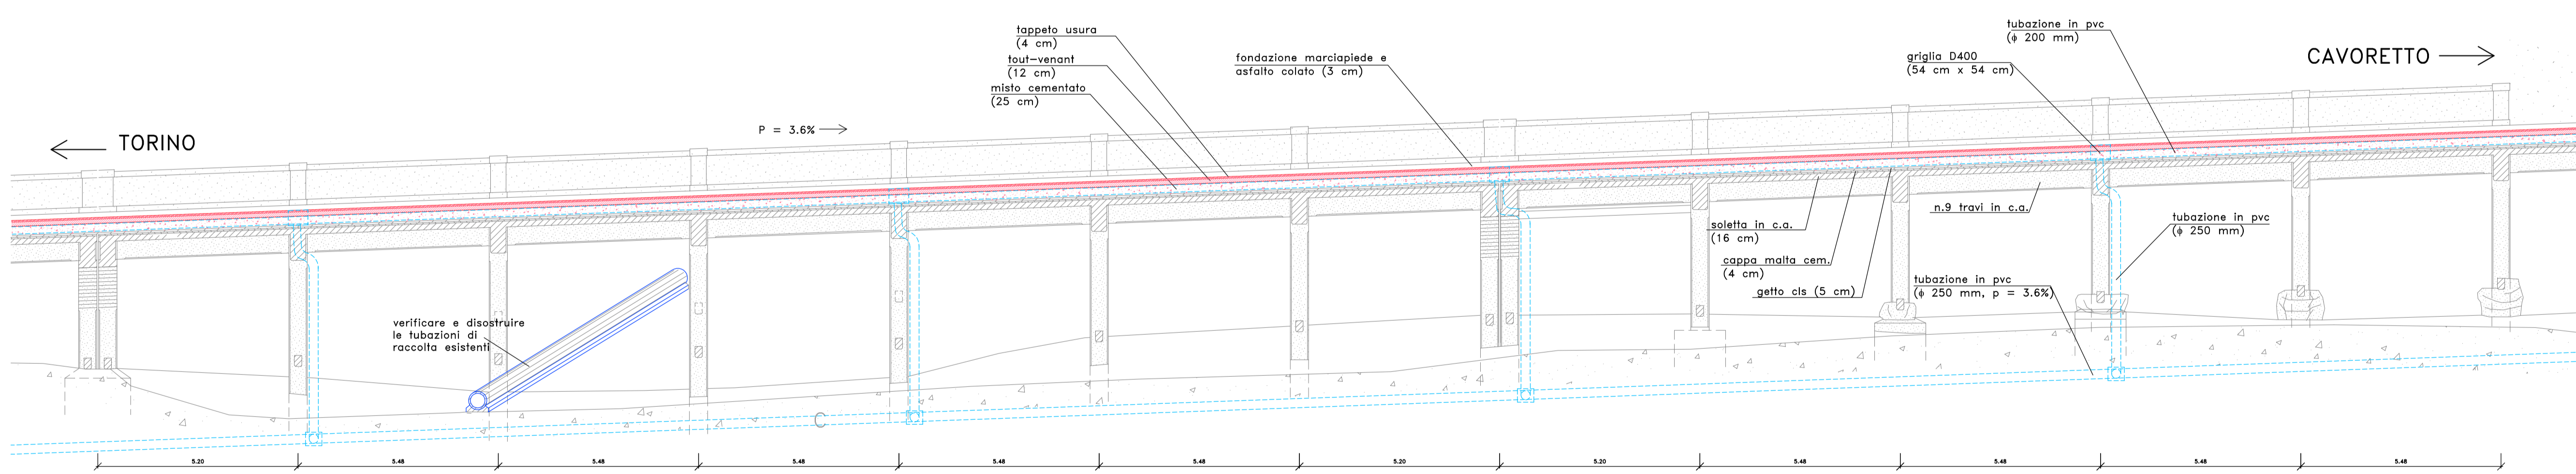 tappeto usura
(4 cm)
tout-venant
(12 cm)
misto cementato
(25 cm)
fondazione marciapiede e
asfalto colato (3 cm)
tubazione in pvc
(ϕ 200 mm)
griglia D400
(54 cm x 54 cm)
CAVORETTO
TORINO
P = 3.6%
soletta in c.a.
(16 cm)
cappa malta cem.
(4 cm)
getto cls (5 cm)
n.9 travi in c.a.
tubazione in pvc
(ϕ 250 mm)
tubazione in pvc
(ϕ 250 mm, p = 3.6%)
verificare e disostruire
le tubazioni di
raccolta esistenti
C
5.20
5.48
5.48
5.48
5.48
5.48
5.20
5.20
5.48
5.48
5.48
5.48